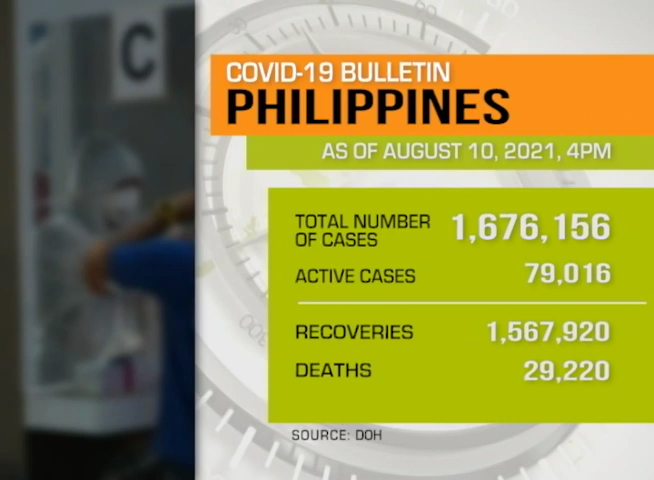 C
COVID-19 BULLETIN
PHILIPPINES
AS OF AUGUST 10, 2021, 4PM
TOTAL NUMBER
OF CASES 1,676,156
ACTIVE CASES 79,016
RECOVERIES 1,567,920
DEATHS 29,220
SOURCE: DOH
300